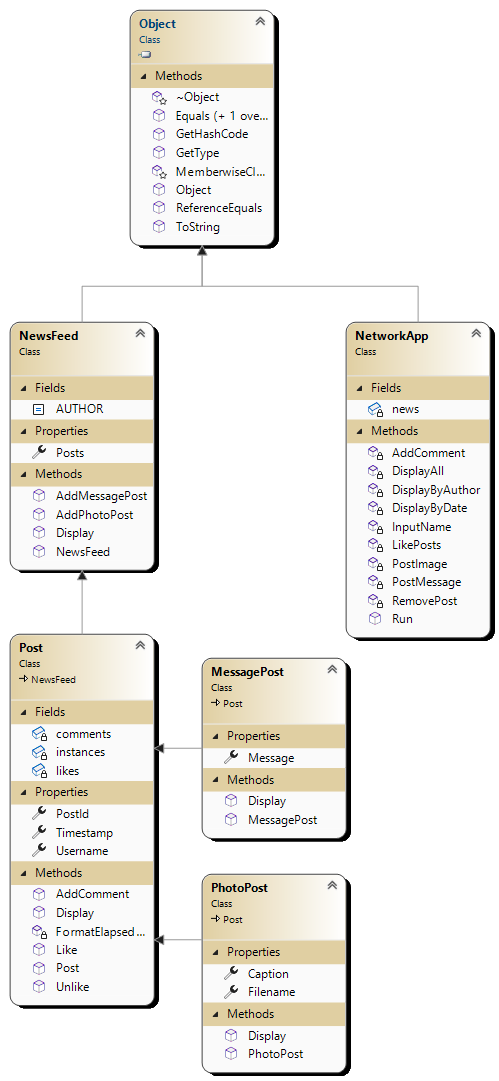 Object
Class
Methods
~Object
Equals (+ 1 ove...
GetHashCode
GetType
MemberwiseCl...
Object
ReferenceEquals
ToString
NewsFeed
Class
Fields
AUTHOR
Properties
Posts
Methods
AddMessagePost
AddPhotoPost
Display
NewsFeed
NetworkApp
Class
Fields
news
Methods
AddComment
DisplayAll
DisplayByAuthor
DisplayByDate
InputName
LikePosts
PostImage
PostMessage
RemovePost
Run
Post
Class
NewsFeed
Fields
comments
instances
likes
Properties
PostId
Timestamp
Username
Methods
AddComment
Display
FormatElapsed...
Like
Post
Unlike
MessagePost
Class
Post
Properties
Message
Methods
Display
MessagePost
PhotoPost
Class
Post
Properties
Caption
Filename
Methods
Display
PhotoPost